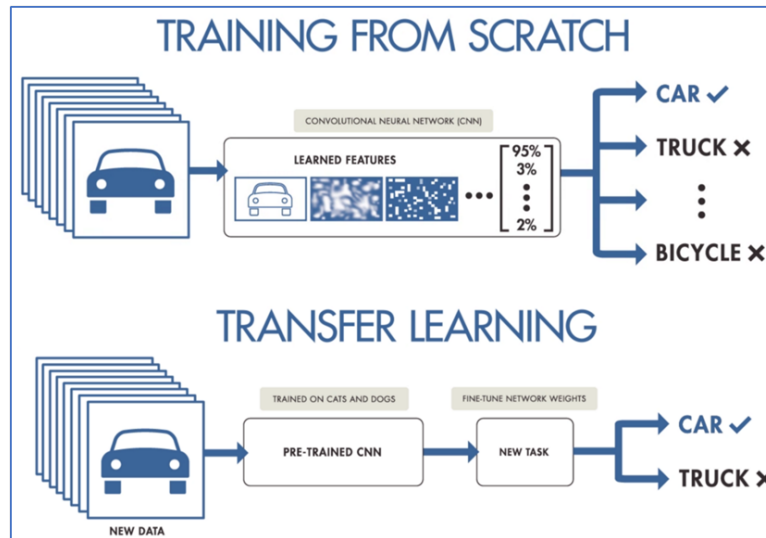 TRAINING FROM SCRATCH
CONVOLUTIONAL NEURAL NETWORK (CNN)
LEARNED FEATURES
95%
3%
2%
CAR ✓
TRUCK ✕
BICYCLE ✕
TRANSFER LEARNING
TRAINED ON CATS AND DOGS
FINE-TUNE NETWORK WEIGHTS
PRE-TRAINED CNN
NEW TASK
CAR ✓
TRUCK ✕
NEW DATA